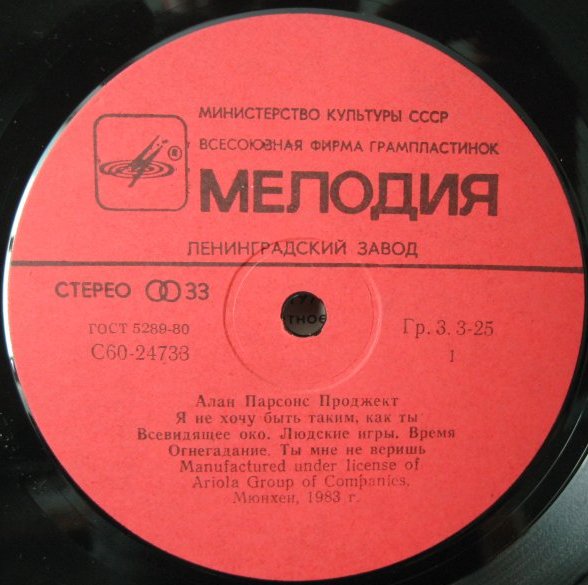 МИНИСТЕРСТВО КУЛЬТУРЫ СССР
®
ВСЕСОЮЗНАЯ ФИРМА ГРАМПЛАСТИНОК
МЕЛОДИЯ
ЛЕНИНГРАДСКИЙ ЗАВОД
СТЕРЕО 33
ГОСТ 5289-80
С60-24733
Гр. 3. 3-25
1
Алан Парсонс Проджект
Я не хочу быть таким, как ты
Всевидящее око. Людские игры. Время
Огнегадание. Ты мне не веришь
Manufactured under license of
Ariola Group of Companies,
Мюнхен, 1983 г.